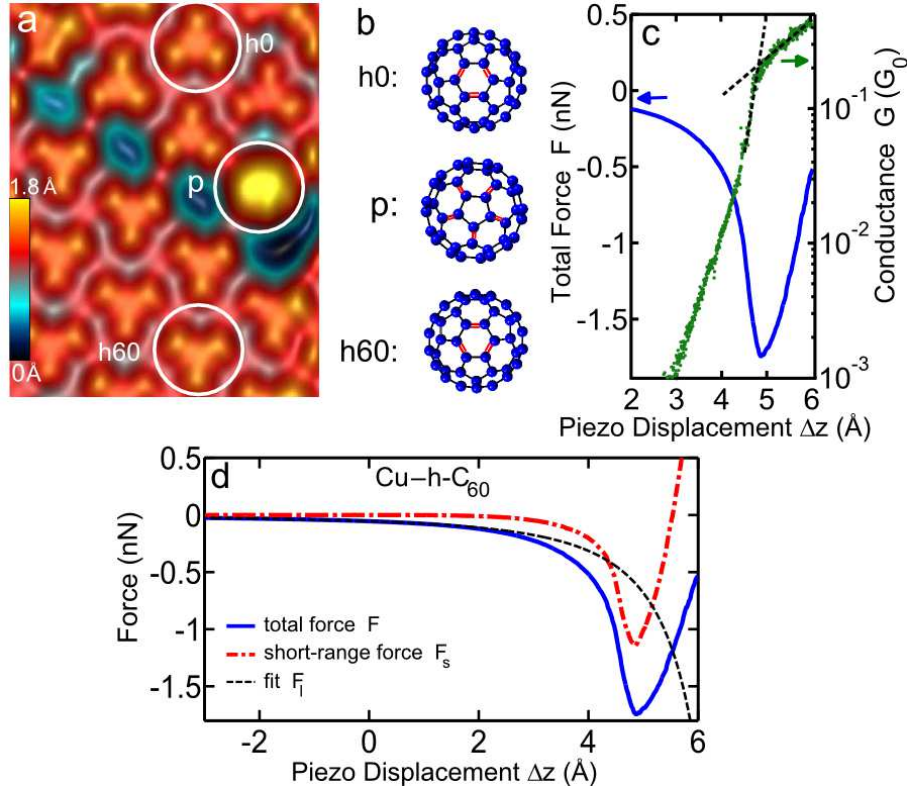 a
h0
p
h60
1.8 Å
0Å
b
h0:
p:
h60:
c
0.5
0
-0.5
-1
-1.5
Total Force F (nN)
10⁻¹
10⁻²
10⁻³
Conductance G (G₀)
2 3 4 5 6
Piezo Displacement Δz (Å)
d
Cu–h-C₆₀
0.5
0
-0.5
-1
-1.5
Force (nN)
total force F
short-range force Fₛ
fit Fₗ
-2 0 2 4 6
Piezo Displacement Δz (Å)